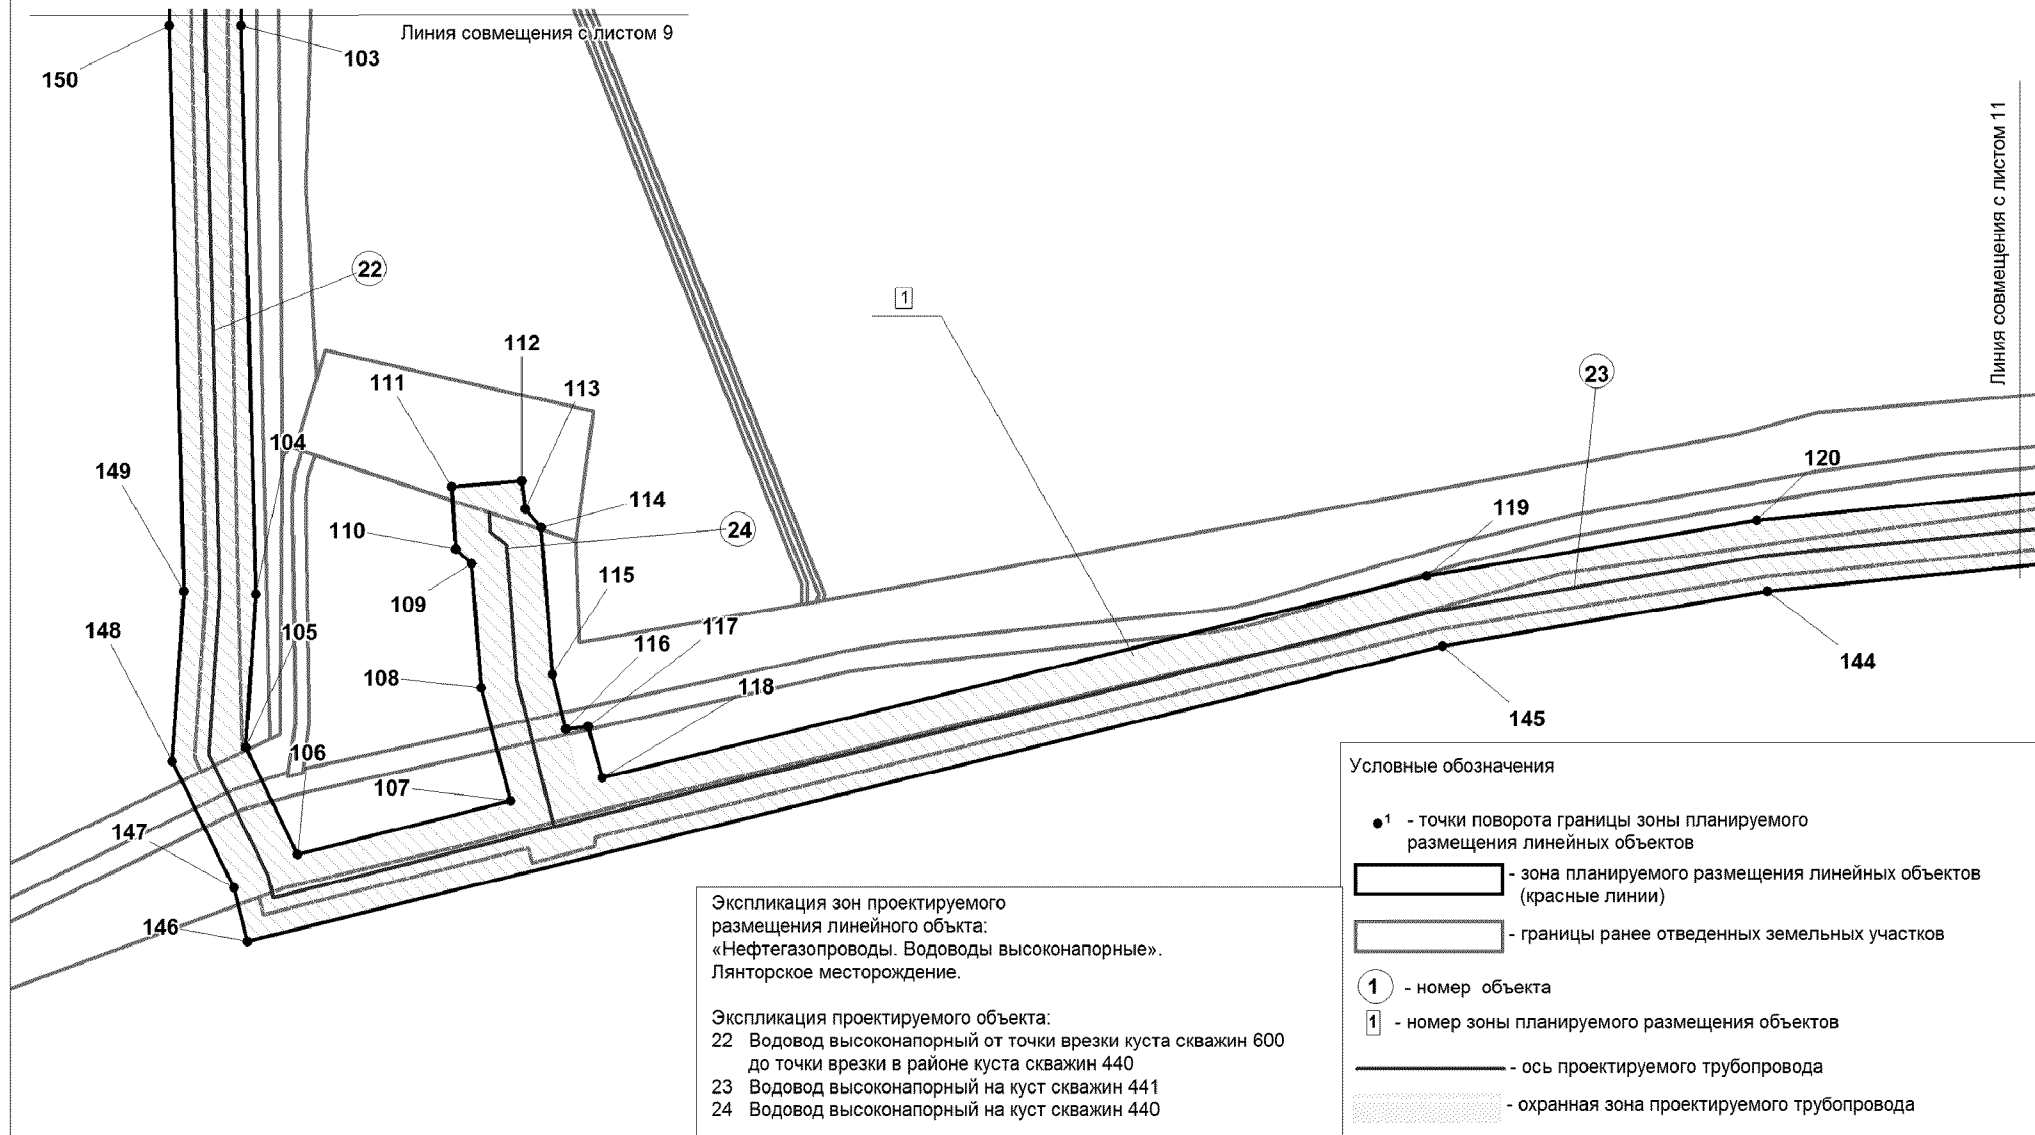 Линия совмещения с листом 9
150
103
Линия совмещения с листом 11
22
1
112
111
113
23
104
149
120
114
119
110
24
115
109
105
148
116
117
144
108
118
145
106
107
147
146
Условные обозначения
1 - точки поворота границы зоны планируемого
размещения линейных объектов
- зона планируемого размещения линейных объектов
(красные линии)
- границы ранее отведенных земельных участков
1 - номер объекта
1 - номер зоны планируемого размещения объектов
- ось проектируемого трубопровода
- охранная зона проектируемого трубопровода
Экспликация зон проектируемого
размещения линейного объкта:
«Нефтегазопроводы. Водоводы высоконапорные».
Лянторское месторождение.
Экспликация проектируемого объекта:
22 Водовод высоконапорный от точки врезки куста скважин 600
до точки врезки в районе куста скважин 440
23 Водовод высоконапорный на куст скважин 441
24 Водовод высоконапорный на куст скважин 440